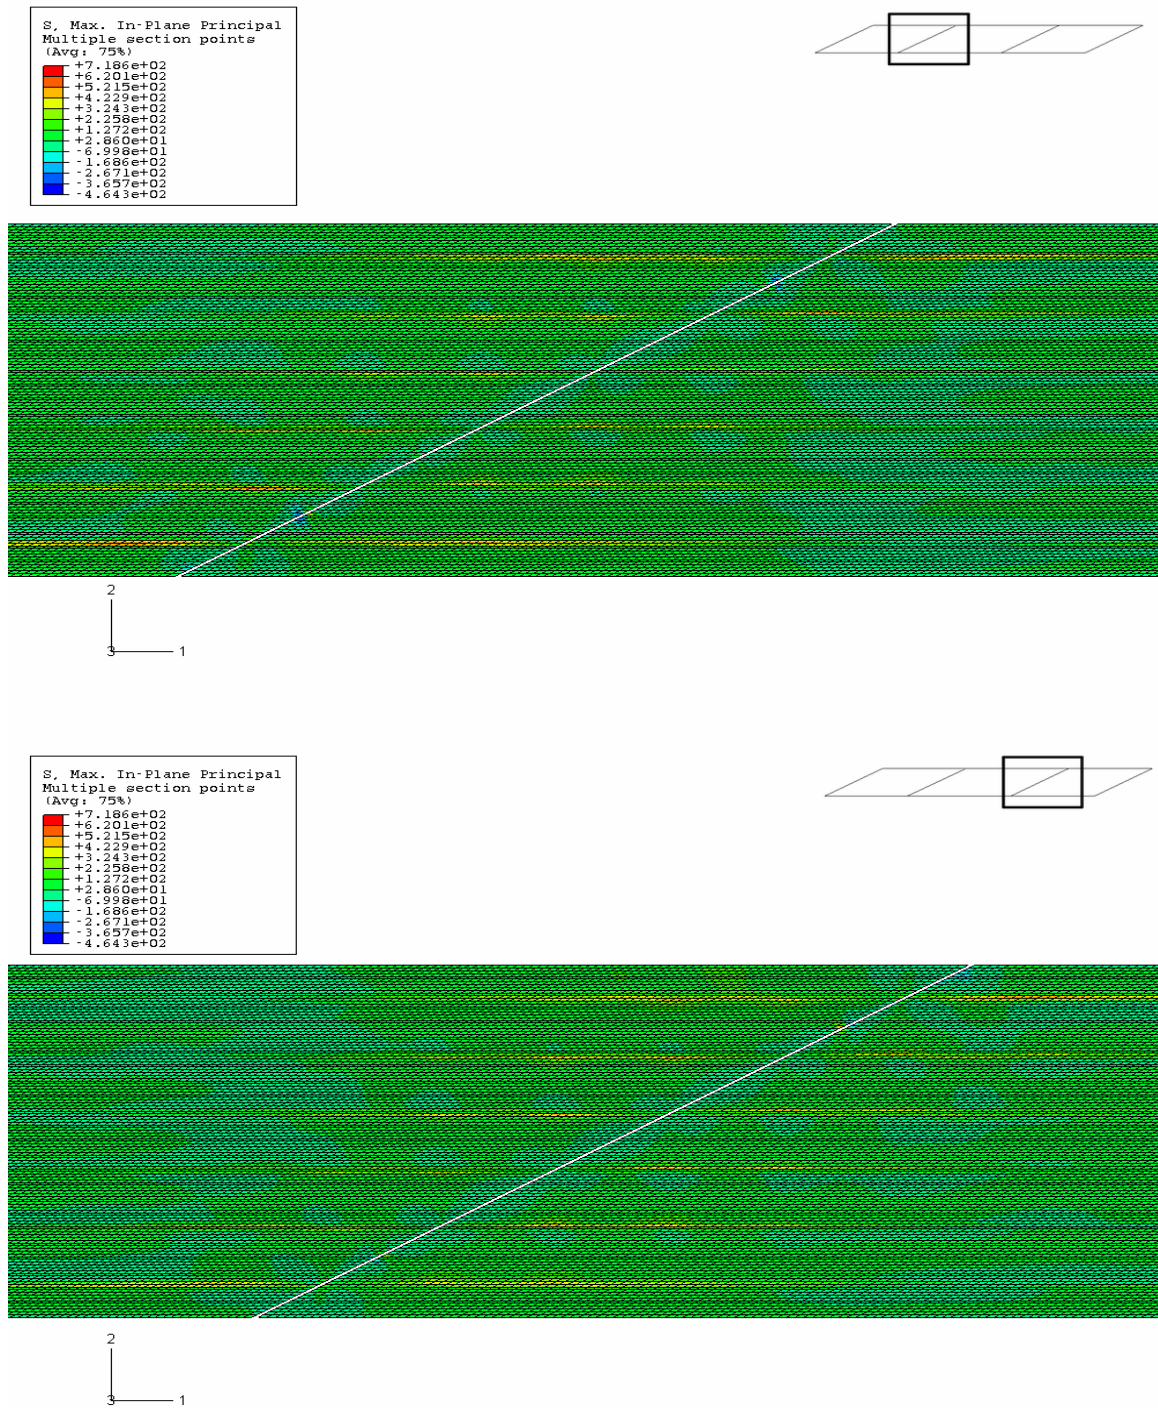 S, Max. In-Plane Principal
Multiple section points
(Avg: 75%)
+7.186e+02
+6.201e+02
+5.215e+02
+4.229e+02
+3.243e+02
+2.258e+02
+1.272e+02
+2.860e+01
-6.998e+01
-1.686e+02
-2.671e+02
-3.657e+02
-4.643e+02
2
3
1
S, Max. In-Plane Principal
Multiple section points
(Avg: 75%)
+7.186e+02
+6.201e+02
+5.215e+02
+4.229e+02
+3.243e+02
+2.258e+02
+1.272e+02
+2.860e+01
-6.998e+01
-1.686e+02
-2.671e+02
-3.657e+02
-4.643e+02
2
3
1